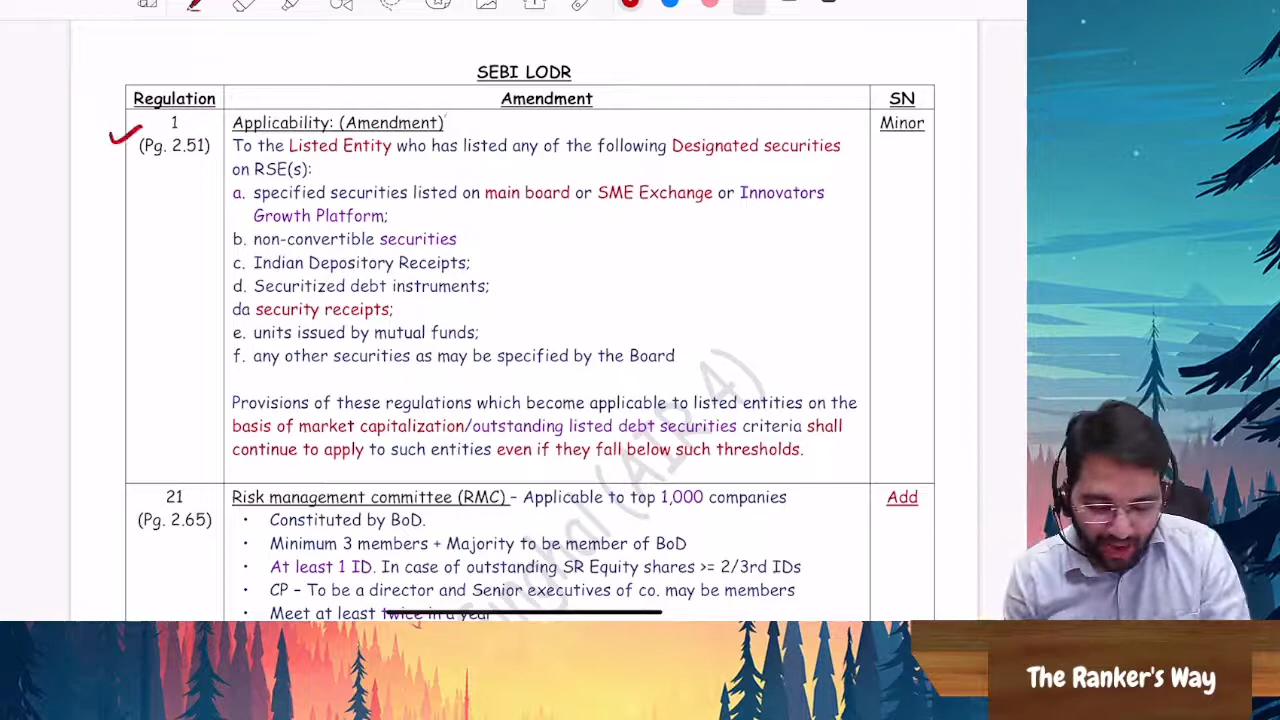 SEBI LODR
Regulation Amendment SN
1 Applicability: (Amendment) Minor
(Pg. 2.51) To the Listed Entity who has listed any of the following Designated securities
on RSE(s):
a. specified securities listed on main board or SME Exchange or Innovators
Growth Platform;
b. non-convertible securities
c. Indian Depository Receipts;
d. Securitized debt instruments;
da security receipts;
e. units issued by mutual funds;
f. any other securities as may be specified by the Board
Provisions of these regulations which become applicable to listed entities on the
basis of market capitalization/outstanding listed debt securities criteria shall
continue to apply to such entities even if they fall below such thresholds.
21 Risk management committee (RMC) – Applicable to top 1,000 companies Add
(Pg. 2.65) • Constituted by BoD.
• Minimum 3 members + Majority to be member of BoD
• At least 1 ID. In case of outstanding SR Equity shares >= 2/3rd IDs
• CP – To be a director and Senior executives of co. may be members
• Meet at least twice in a year
Singhal (AIR 4)
The Ranker's Way